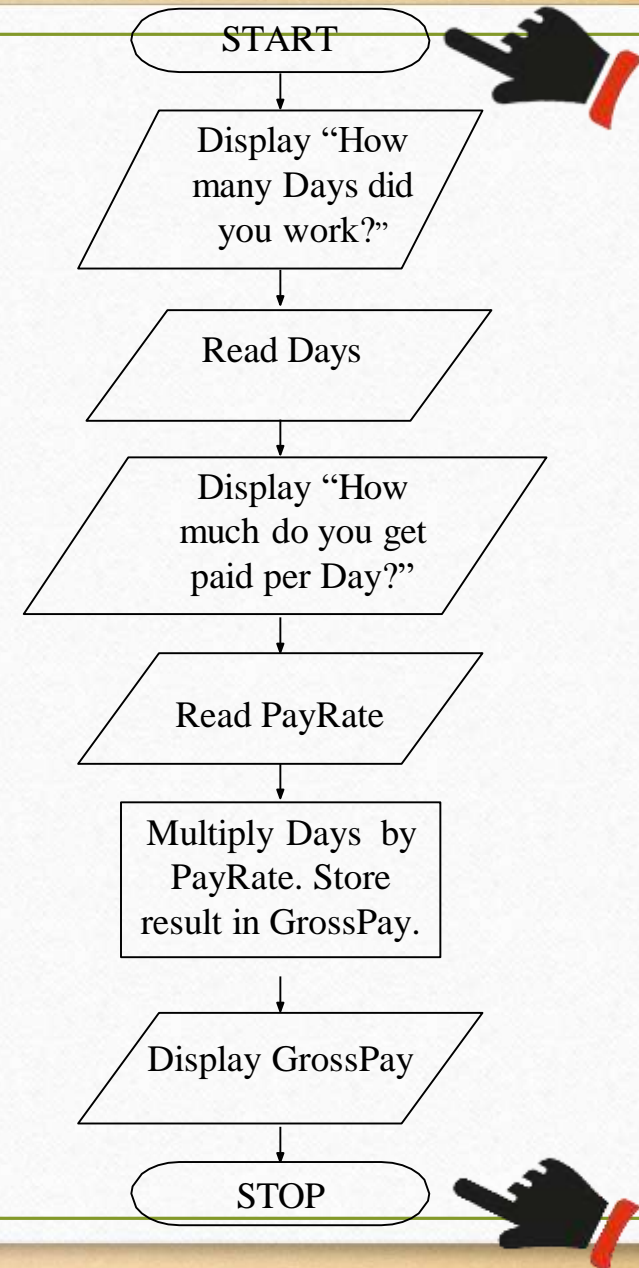 START
Display “How
many Days did
you work?”
Read Days
Display “How
much do you get
paid per Day?”
Read PayRate
Multiply Days by
PayRate. Store
result in GrossPay.
Display GrossPay
STOP